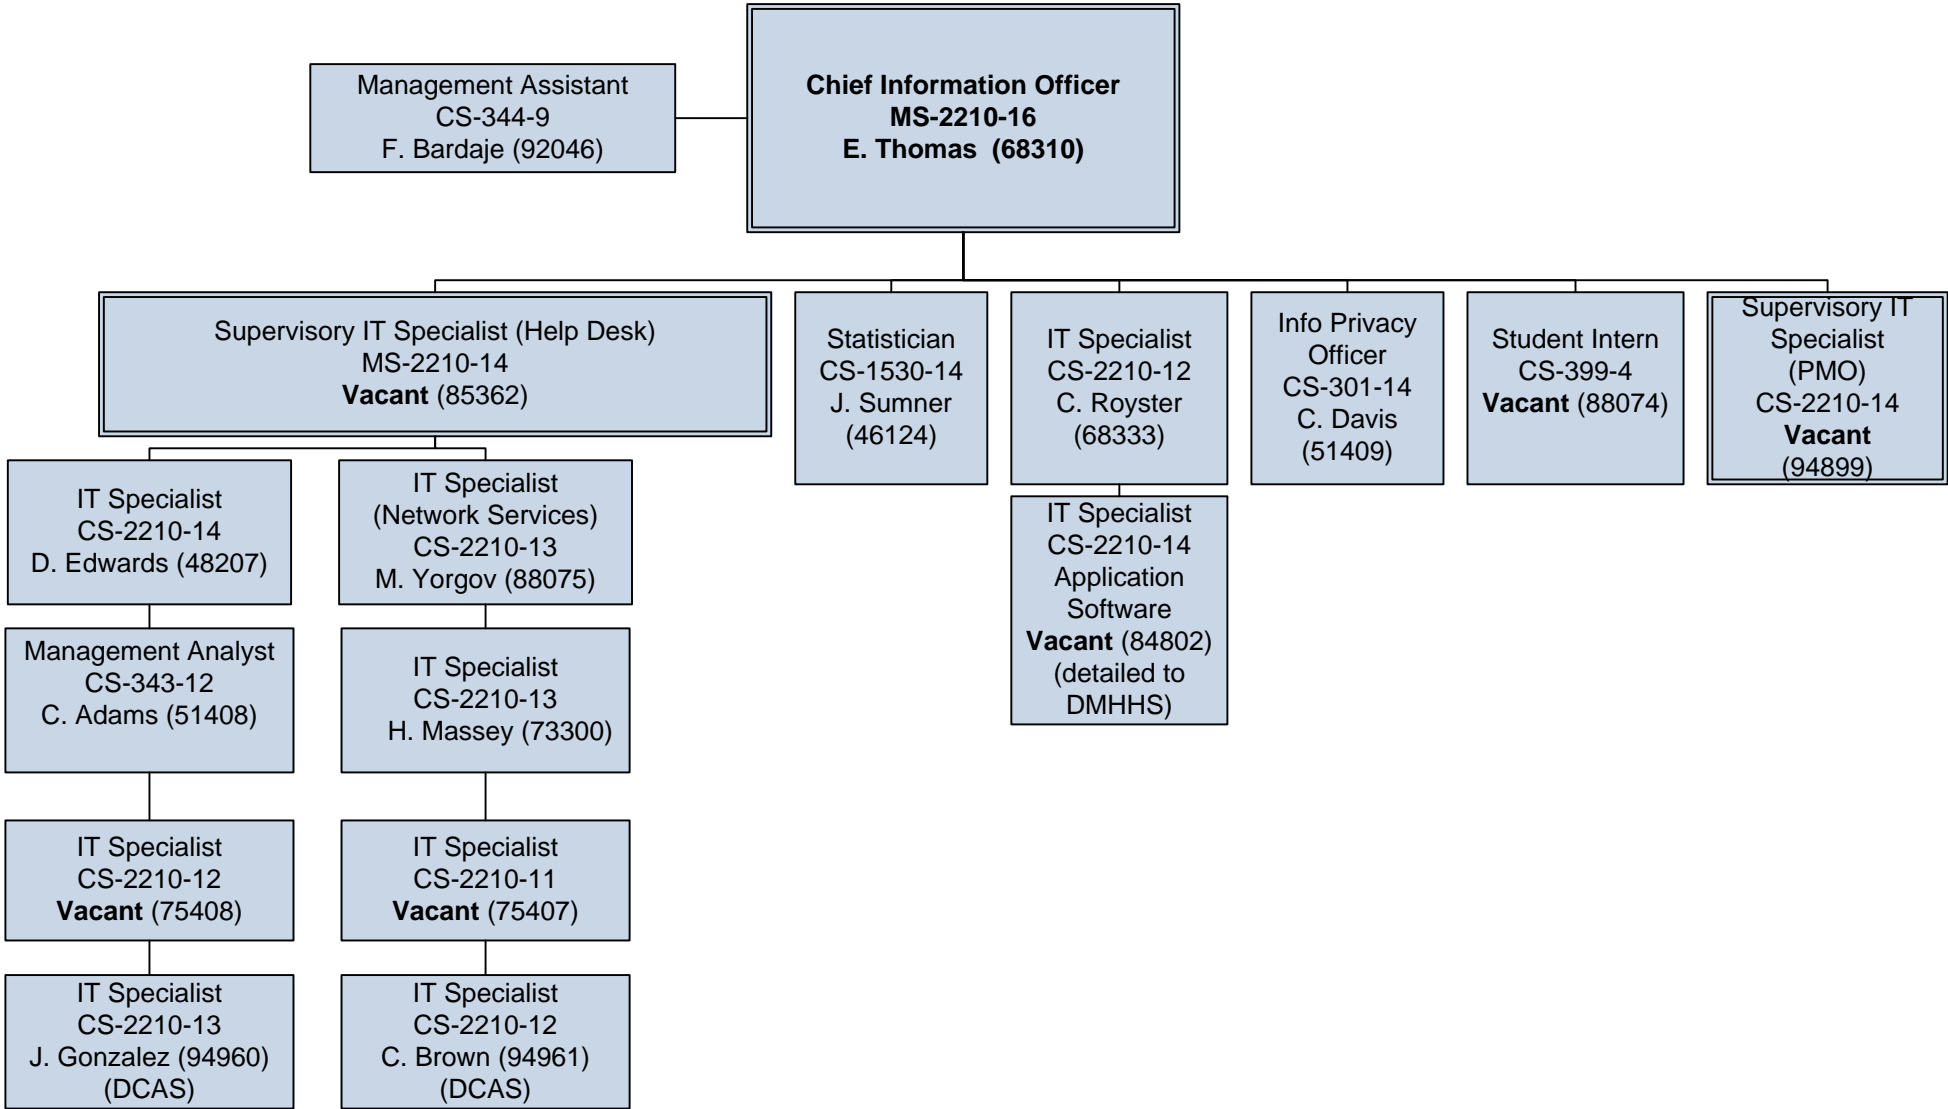 Management Assistant
CS-344-9
F. Bardaje (92046)
Chief Information Officer
MS-2210-16
E. Thomas  (68310)
Supervisory IT Specialist (Help Desk)
MS-2210-14
Vacant (85362)
Statistician
CS-1530-14
J. Sumner
(46124)
IT Specialist
CS-2210-12
C. Royster
(68333)
Info Privacy
Officer
CS-301-14
C. Davis
(51409)
Student Intern
CS-399-4
Vacant (88074)
Supervisory IT
Specialist
(PMO)
CS-2210-14
Vacant
(94899)
IT Specialist
CS-2210-14
D. Edwards (48207)
IT Specialist
(Network Services)
CS-2210-13
M. Yorgov (88075)
IT Specialist
CS-2210-14
Application
Software
Vacant (84802)
(detailed to
DMHHS)
Management Analyst
CS-343-12
C. Adams (51408)
IT Specialist
CS-2210-13
H. Massey (73300)
IT Specialist
CS-2210-12
Vacant (75408)
IT Specialist
CS-2210-11
Vacant (75407)
IT Specialist
CS-2210-13
J. Gonzalez (94960)
(DCAS)
IT Specialist
CS-2210-12
C. Brown (94961)
(DCAS)